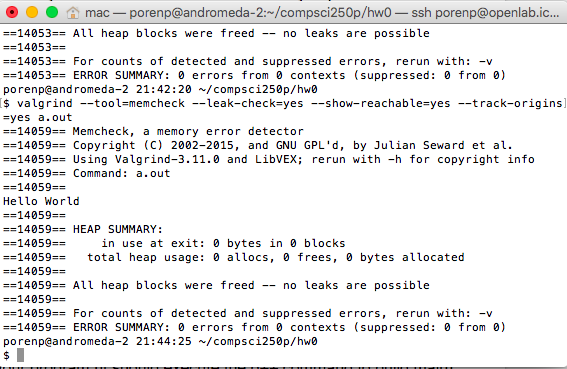 mac — porenp@andromeda-2:~/compsci250p/hw0 — ssh porenp@openlab.ic...
==14053== All heap blocks were freed -- no leaks are possible
==14053==
==14053== For counts of detected and suppressed errors, rerun with: -v
==14053== ERROR SUMMARY: 0 errors from 0 contexts (suppressed: 0 from 0)
porenp@andromeda-2 21:42:20 ~/compsci250p/hw0
[$ valgrind --tool=memcheck --leak-check=yes --show-reachable=yes --track-origins]
=yes a.out
==14059== Memcheck, a memory error detector
==14059== Copyright (C) 2002-2015, and GNU GPL'd, by Julian Seward et al.
==14059== Using Valgrind-3.11.0 and LibVEX; rerun with -h for copyright info
==14059== Command: a.out
==14059==
Hello World
==14059==
==14059== HEAP SUMMARY:
==14059==     in use at exit: 0 bytes in 0 blocks
==14059==   total heap usage: 0 allocs, 0 frees, 0 bytes allocated
==14059==
==14059== All heap blocks were freed -- no leaks are possible
==14059==
==14059== For counts of detected and suppressed errors, rerun with: -v
==14059== ERROR SUMMARY: 0 errors from 0 contexts (suppressed: 0 from 0)
porenp@andromeda-2 21:44:25 ~/compsci250p/hw0
$